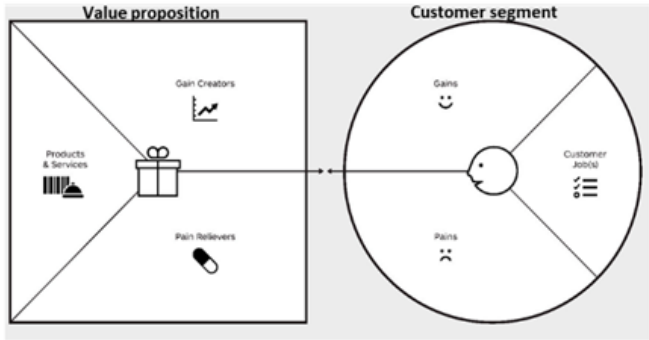 Value proposition
Customer segment
Gain Creators
Products
& Services
Pain Relievers
Gains
Customer
Job(s)
Pains